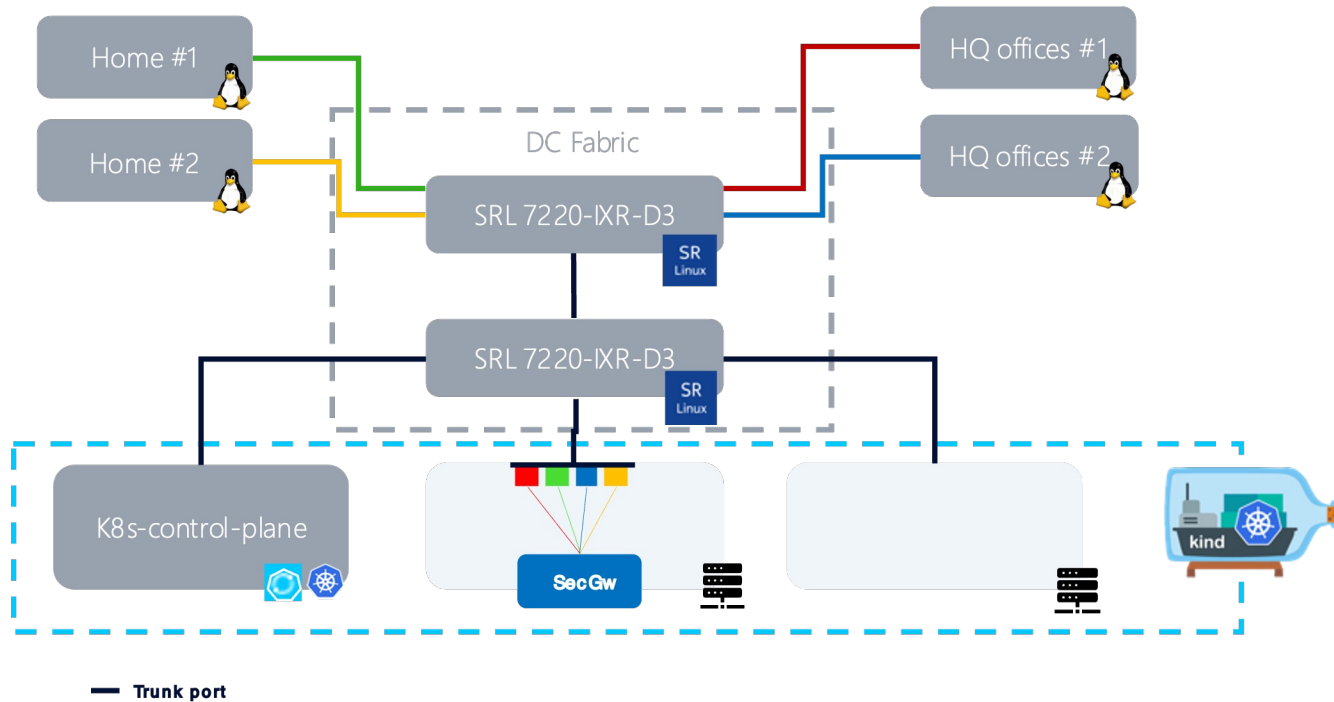 Home #1
HQ offices #1
Home #2
DC Fabric
HQ offices #2
SRL 7220-IXR-D3
SR
Linux
SRL 7220-IXR-D3
SR
Linux
K8s-control-plane
SecGw
kind
Trunk port